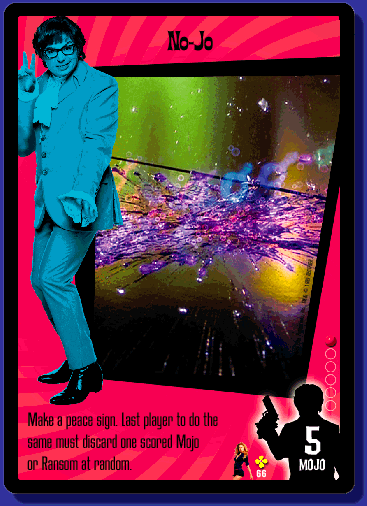 No-Jo
Make a peace sign. Last player to do the
same must discard one scored Mojo
or Ransom at random.
66
5
MOJO